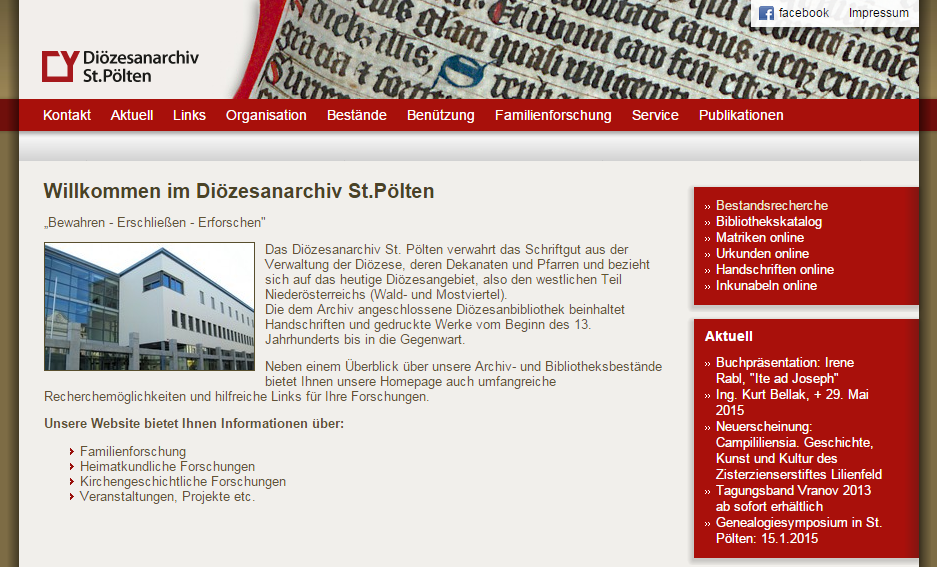 facebook Impressum
Diözesanarchiv
St.Pölten
Kontakt Aktuell Links Organisation Bestände Benützung Familienforschung Service Publikationen
Willkommen im Diözesanarchiv St.Pölten
„Bewahren - Erschließen - Erforschen"
Das Diözesanarchiv St. Pölten verwahrt das Schriftgut aus der
Verwaltung der Diözese, deren Dekanaten und Pfarren und bezieht
sich auf das heutige Diözesangebiet, also den westlichen Teil
Niederösterreichs (Wald- und Mostviertel).
Die dem Archiv angeschlossene Diözesanbibliothek beinhaltet
Handschriften und gedruckte Werke vom Beginn des 13.
Jahrhunderts bis in die Gegenwart.
Neben einem Überblick über unsere Archiv- und Bibliotheksbestände
bietet Ihnen unsere Homepage auch umfangreiche
Recherchemöglichkeiten und hilfreiche Links für Ihre Forschungen.
Unsere Website bietet Ihnen Informationen über:
Familienforschung
Heimatkundliche Forschungen
Kirchengeschichtliche Forschungen
Veranstaltungen, Projekte etc.
Bestandsrecherche
Bibliothekskatalog
Matriken online
Urkunden online
Handschriften online
Inkunabeln online
Aktuell
Buchpräsentation: Irene
Rabl, "Ite ad Joseph"
Ing. Kurt Bellak, + 29. Mai
2015
Neuerscheinung:
Campililiensia. Geschichte,
Kunst und Kultur des
Zisterzienserstiftes Lilienfeld
Tagungsband Vranov 2013
ab sofort erhältlich
Genealogiesymposium in St.
Pölten: 15.1.2015